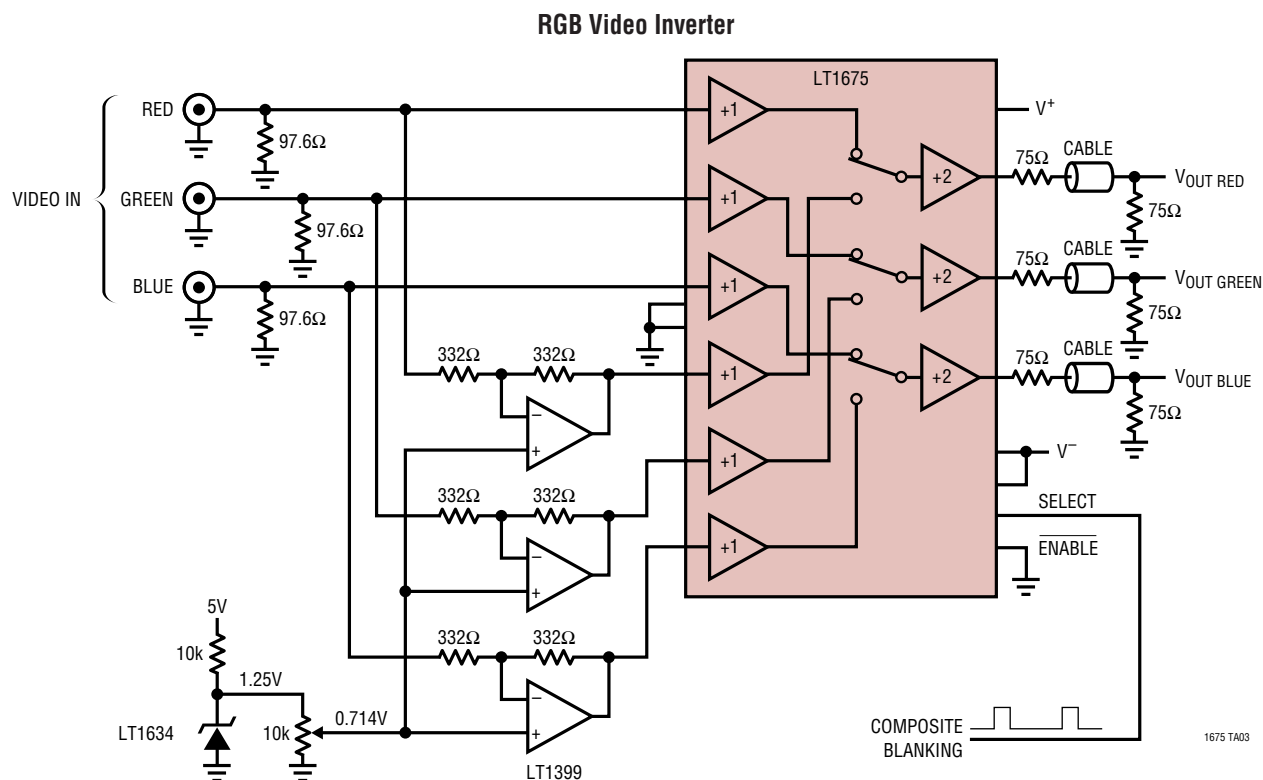 RGB Video Inverter
LT1675
RED
97.6Ω
VIDEO IN
GREEN
97.6Ω
BLUE
97.6Ω
+1
+1
+1
+1
+1
+1
+2
+2
+2
V+
75Ω
CABLE
VOUT RED
75Ω
75Ω
CABLE
VOUT GREEN
75Ω
75Ω
CABLE
VOUT BLUE
75Ω
V−
SELECT
ENABLE
332Ω 332Ω
−
+
332Ω 332Ω
−
+
332Ω 332Ω
−
+
LT1399
5V
10k
1.25V
LT1634
10k
0.714V
COMPOSITE
BLANKING
1675 TA03